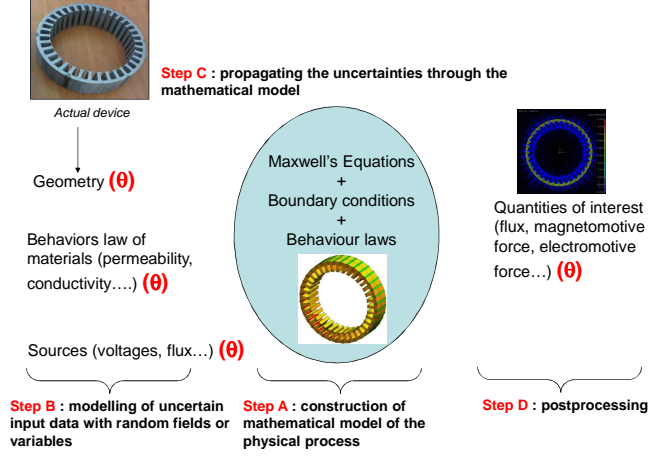 Step C : propagating the uncertainties through the
mathematical model
Actual device
Geometry (θ)
Behaviors law of
materials (permeability,
conductivity….) (θ)
Sources (voltages, flux…) (θ)
Maxwell's Equations
+
Boundary conditions
+
Behaviour laws
Quantities of interest
(flux, magnetomotive
force, electromotive
force…) (θ)
Step B : modelling of uncertain
input data with random fields or
variables
Step A : construction of
mathematical model of the
physical process
Step D : postprocessing